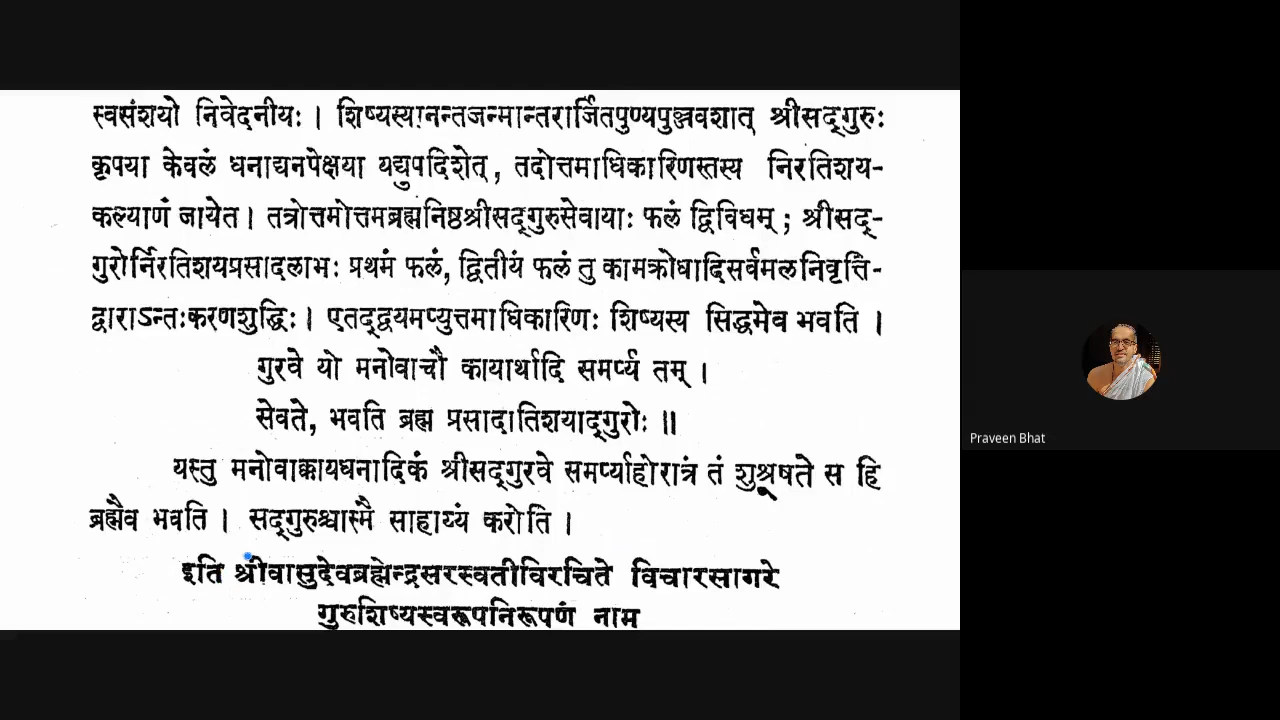 स्वसंशयो निवेदनीयः । शिष्यस्यानन्तजन्मान्तरार्जितपुण्यपुञ्जवशात् श्रीसद्गुरुः
कृपया केवलं धनाद्यनपेक्षया यद्युपदिशेत्, तदोत्तमाधिकारिणस्तस्य निरतिशय-
कल्याणं जायेत । तत्रोत्तमोत्तमब्रह्मनिष्ठश्रीसद्गुरुसेवायाः फलं द्विविधम् ; श्रीसद्-
गुरोर्निरतिशयप्रसादलाभः प्रथमं फलं, द्वितीयं फलं तु कामक्रोधादिसर्वमलनिवृत्ति-
द्वाराऽन्तःकरणशुद्धिः । एतद्द्वयमप्युत्तमाधिकारिणः शिष्यस्य सिद्धमेव भवति ।
गुरवे यो मनोवाचौ कायार्थादि समर्प्य तम् ।
सेवते, भवति ब्रह्म प्रसादातिशयाद्गुरोः ॥
यस्तु मनोवाक्कायधनादिकं श्रीसद्गुरवे समर्प्याहोरात्रं तं शुश्रूषते स हि
ब्रह्मैव भवति । सद्गुरुश्चास्मै साहाय्यं करोति ।
इति श्रीवासुदेवब्रह्मेन्द्रसरस्वतीविरचिते विचारसागरे
गुरुशिष्यस्वरूपनिरूपणं नाम
Praveen Bhat